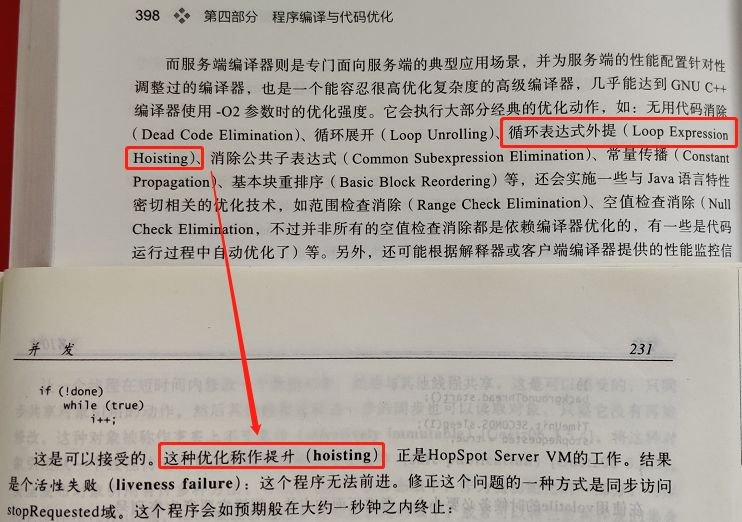 398 ❖ 第四部分 程序编译与代码优化
而服务端编译器则是专门面向服务端的典型应用场景，并为服务端的性能配置针对性
调整过的编译器，也是一个能容忍很高优化复杂度的高级编译器，几乎能达到 GNU C++
编译器使用 -O2 参数时的优化强度。它会执行大部分经典的优化动作，如：无用代码消除
（Dead Code Elimination）、循环展开（Loop Unrolling）、循环表达式外提（Loop Expression
Hoisting）、消除公共子表达式（Common Subexpression Elimination）、常量传播（Constant
Propagation）、基本块重排序（Basic Block Reordering）等，还会实施一些与 Java 语言特性
密切相关的优化技术，如范围检查消除（Range Check Elimination）、空值检查消除（Null
Check Elimination，不过并非所有的空值检查消除都是依赖编译器优化的，有一些是代码
运行过程中自动优化了）等。另外，还可能根据解释器或客户端编译器提供的性能监控信
并 发 231
if (!done)
while (true)
i++;
这是可以接受的。这种优化称作提升（hoisting） 正是HopSpot Server VM的工作。结果
是个活性失败（liveness failure）：这个程序无法前进。修正这个问题的一种方式是同步访问
stopRequested域。这个程序会如预期般在大约一秒钟之内终止：